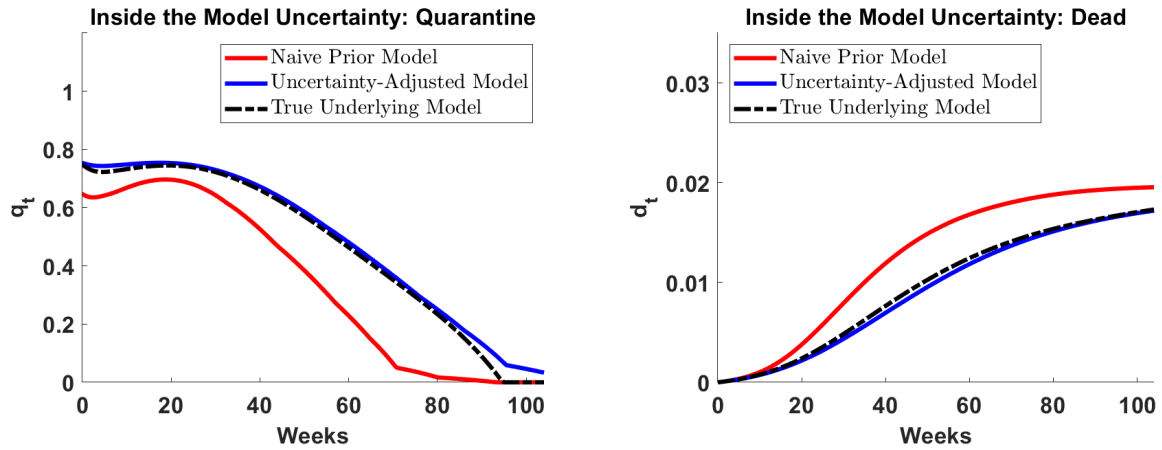 Inside the Model Uncertainty: Quarantine
Naive Prior Model
Uncertainty-Adjusted Model
True Underlying Model
q_t
1
0.8
0.6
0.4
0.2
0
0 20 40 60 80 100
Weeks
Inside the Model Uncertainty: Dead
Naive Prior Model
Uncertainty-Adjusted Model
True Underlying Model
d_t
0.03
0.02
0.01
0
0 20 40 60 80 100
Weeks